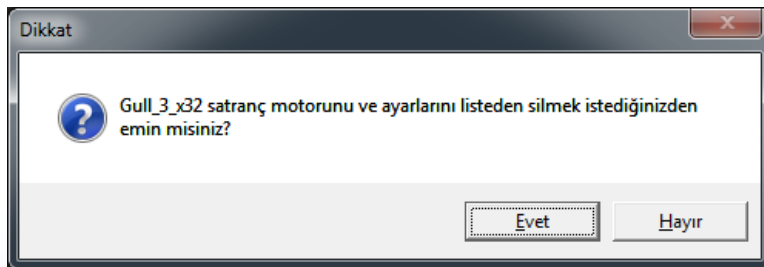 Dikkat
Gull_3_x32 satranç motorunu ve ayarlarını listeden silmek istediğinizden
emin misiniz?
Evet
Hayır